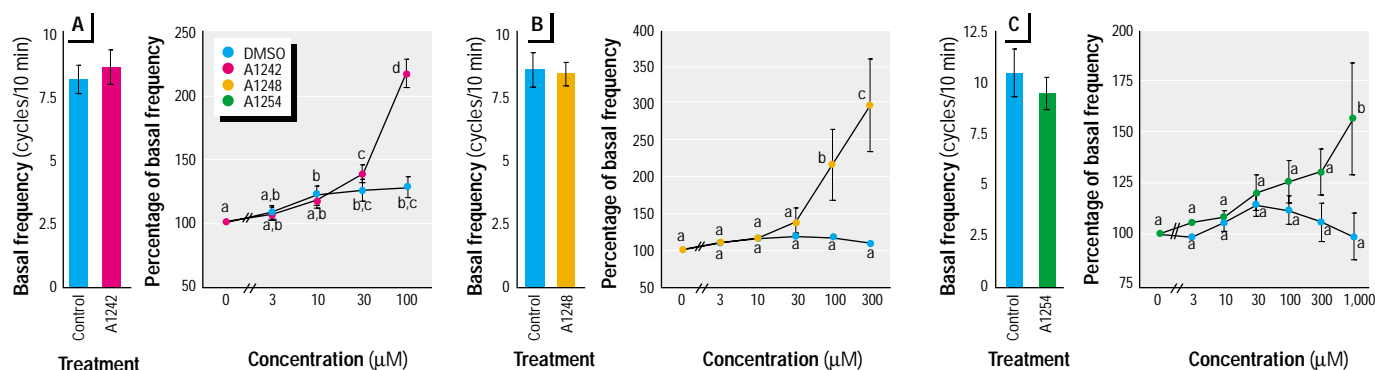 A
Basal frequency (cycles/10 min)
10
7.5
5
2.5
0
Control
A1242
Treatment
Percentage of basal frequency
250
200
150
100
50
DMSO
A1242
A1248
A1254
a
a,b
a,b
b
a,b
c
b,c
d
b,c
0
3
10
30
100
Concentration (μM)
B
Basal frequency (cycles/10 min)
10
7.5
5
2.5
0
Control
A1248
Treatment
Percentage of basal frequency
400
350
300
250
200
150
100
50
a
a
a
a
a
a
a
b
a
c
a
0
3
10
30
100
300
Concentration (μM)
C
Basal frequency (cycles/10 min)
12.5
10
7.5
5
2.5
0
Control
A1254
Treatment
Percentage of basal frequency
200
175
150
125
100
75
a
a
a
a
a
a
a
a
a
a
a
b
a
0
3
10
30
100
300
1,000
Concentration (μM)